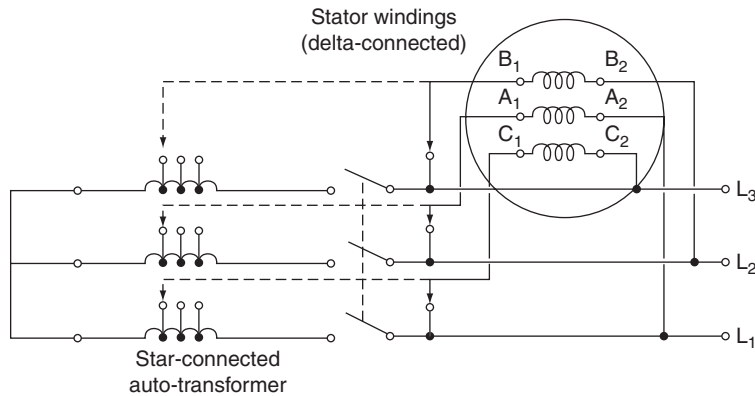 Stator windings
(delta-connected)
B₁ B₂
A₁ A₂
C₁ C₂
L₃
L₂
L₁
Star-connected
auto-transformer